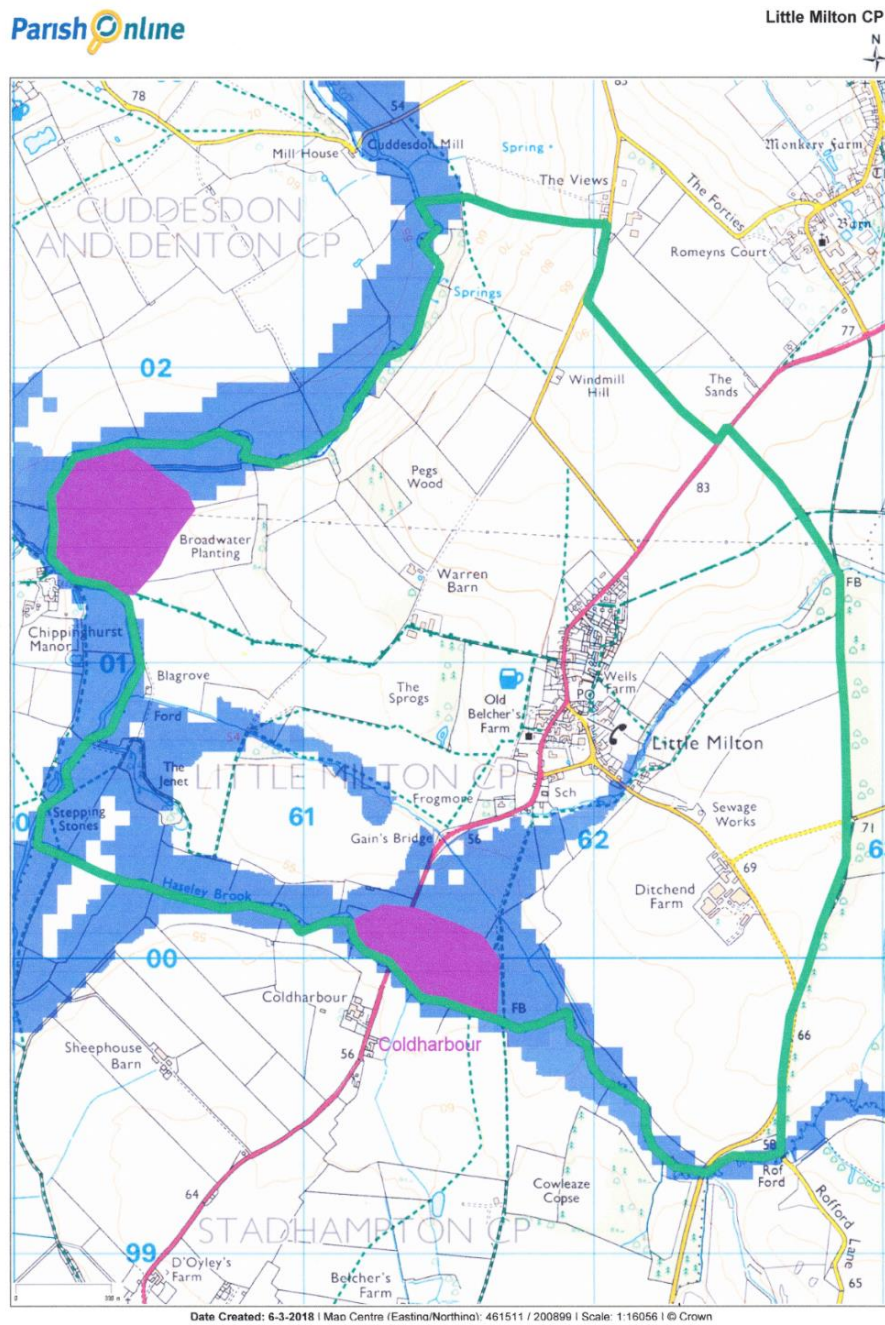 Parish Online
Little Milton CP
N
78
54
Mill House
Cuddesdon Mill
Spring
The Views
83
Monkery Farm
The Forties
Barn
CUDDESDON
AND DENTON CP
Romeyns Court
Springs
77
02
Windmill
Hill
The
Sands
Pegs
Wood
83
Broadwater
Planting
Warren
Barn
FB
Chippinghurst
Manor
01
Blagrove
The
Sprogs
Old
Belcher's
Farm
PO
Wells
Farm
Ford
54
Little Milton
The
Jenet
LITTLE MILTON CP
Stepping
Stones
61
Frogmore
Sch
Sewage
Works
Gain's Bridge
56
62
71
69
Haseley Brook
Ditchend
Farm
55
00
Coldharbour
FB
66
Sheephouse
Barn
56
Coldharbour
60
58
Rof
Ford
Cowleaze
Copse
Rofford Lane
64
STADHAMPTON CP
99
D'Oyley's
Farm
Belcher's
Farm
65
Date Created: 6-3-2018 | Map Centre (Easting/Northing): 461511 / 200899 | Scale: 1:16056 | © Crown